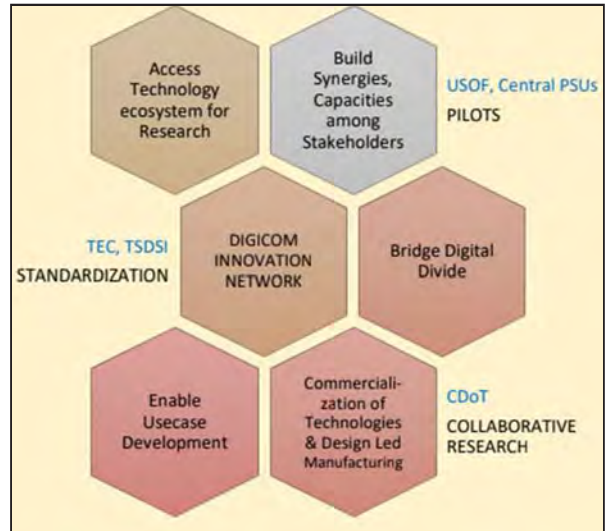 Access
Technology
ecosystem for
Research
Build
Synergies,
Capacities
among
Stakeholders
USOF, Central PSUs
PILOTS
TEC, TSDSI
STANDARDIZATION
DIGICOM
INNOVATION
NETWORK
Bridge Digital
Divide
Enable
Usecase
Development
Commerciali-
zation of
Technologies
& Design Led
Manufacturing
CDoT
COLLABORATIVE
RESEARCH